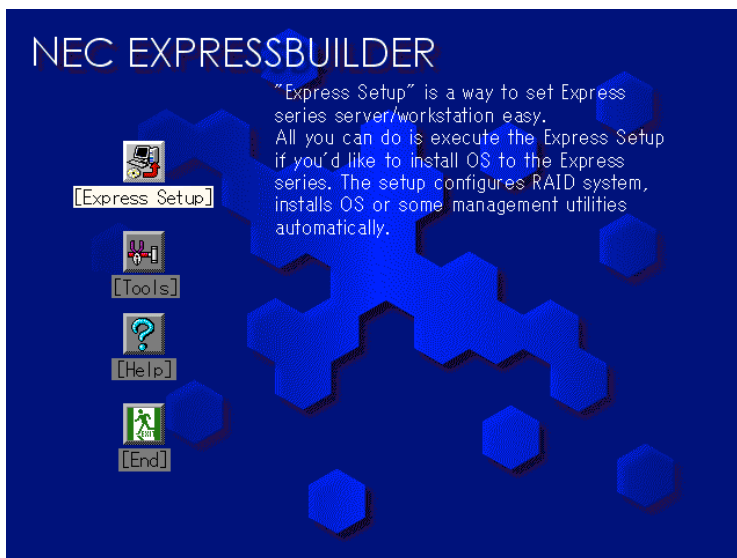 NEC EXPRESSBUILDER
"Express Setup" is a way to set Express
series server/workstation easy.
All you can do is execute the Express Setup
if you'd like to install OS to the Express
series. The setup configures RAID system,
installs OS or some management utilities
automatically.
[Express Setup]
[Tools]
[Help]
EXIT
[End]